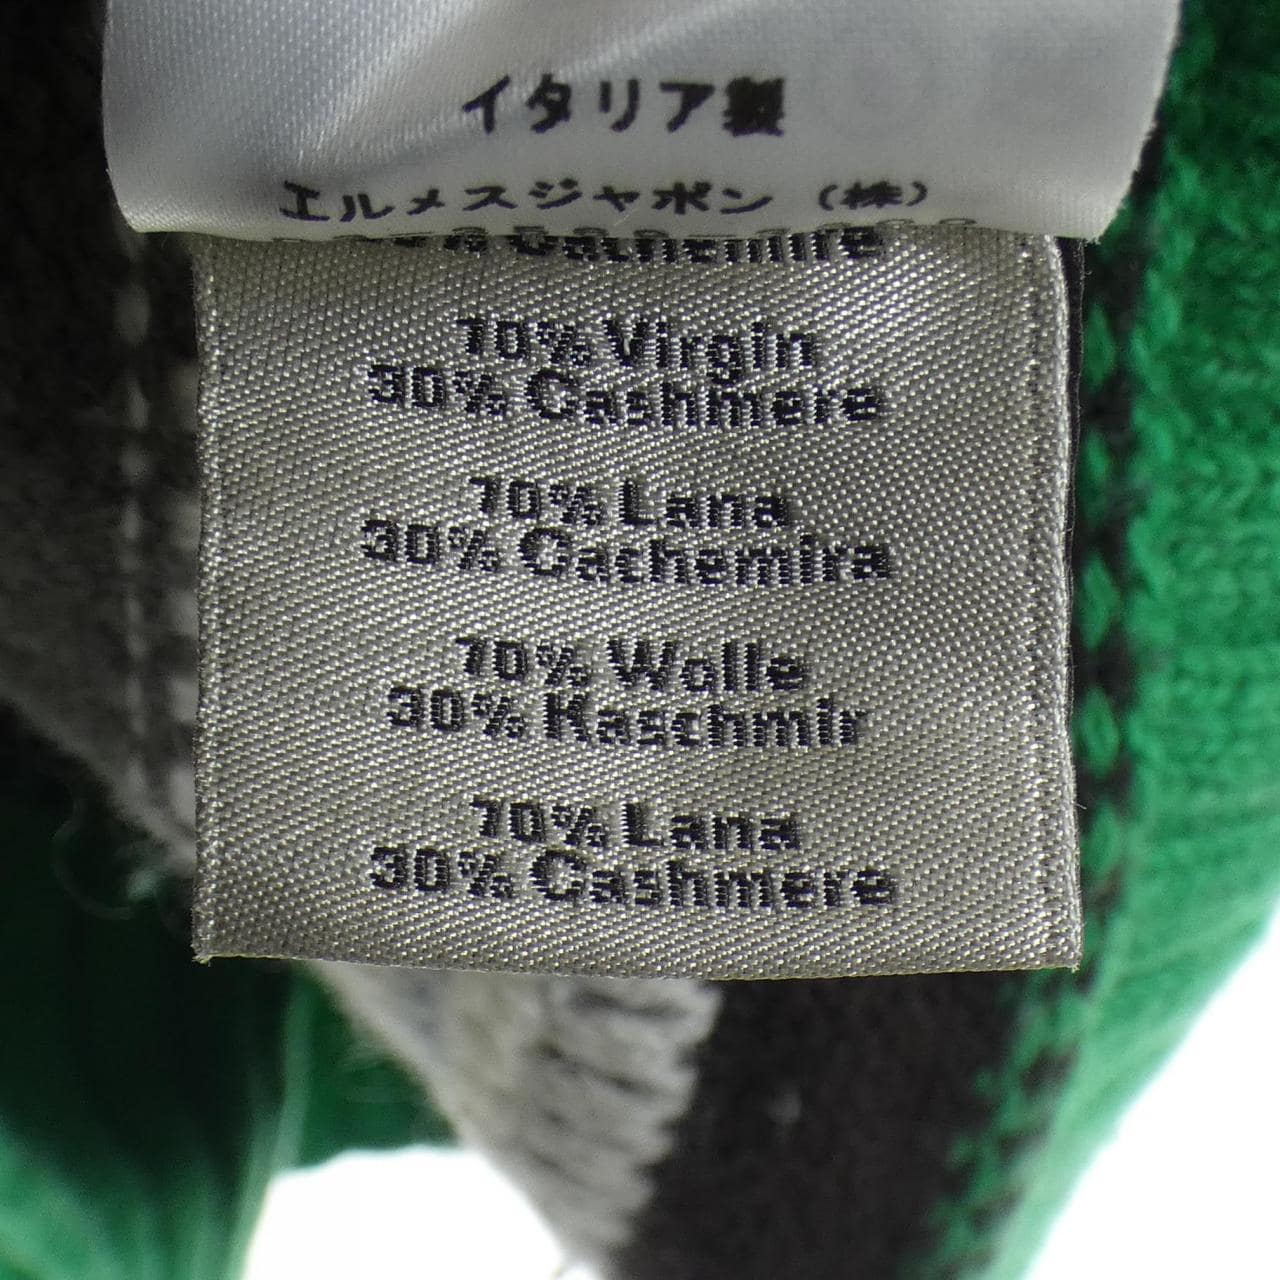 イタリア製
エルメスジャポン（株）
% Cachemire
70% Virgin
30% Cashmere
70% Lana
30% Cachemira
70% Wolle
30% Kaschmir
70% Lana
30% Cashmere